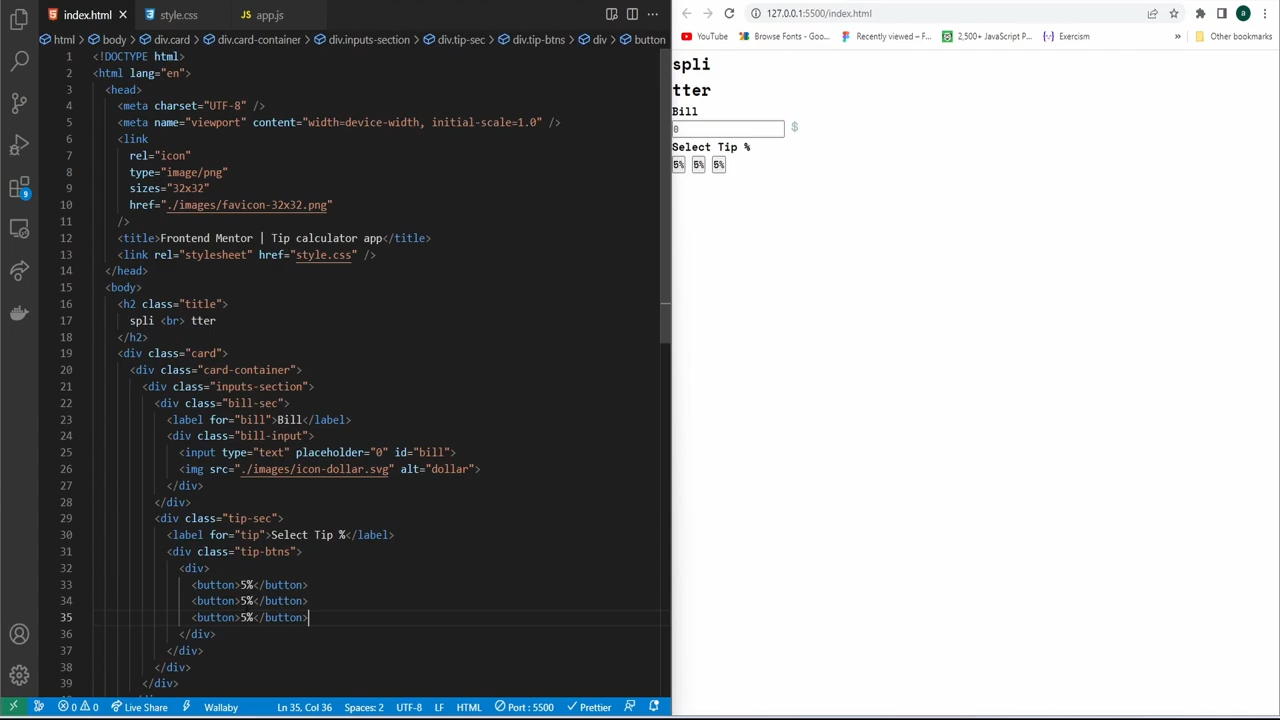 index.html
style.css
app.js
html > body > div.card > div.card-container > div.inputs-section > div.tip-sec > div.tip-btns > div > button
1 <!DOCTYPE html>
2 <html lang="en">
3 <head>
4 <meta charset="UTF-8" />
5 <meta name="viewport" content="width=device-width, initial-scale=1.0" />
6 <link
7 rel="icon"
8 type="image/png"
9 sizes="32x32"
10 href="./images/favicon-32x32.png"
11 />
12 <title>Frontend Mentor | Tip calculator app</title>
13 <link rel="stylesheet" href="style.css" />
14 </head>
15 <body>
16 <h2 class="title">
17 spli <br> tter
18 </h2>
19 <div class="card">
20 <div class="card-container">
21 <div class="inputs-section">
22 <div class="bill-sec">
23 <label for="bill">Bill</label>
24 <div class="bill-input">
25 <input type="text" placeholder="0" id="bill">
26 <img src="./images/icon-dollar.svg" alt="dollar">
27 </div>
28 </div>
29 <div class="tip-sec">
30 <label for="tip">Select Tip %</label>
31 <div class="tip-btns">
32 <div>
33 <button>5%</button>
34 <button>5%</button>
35 <button>5%</button>
36 </div>
37 </div>
38 </div>
39 </div>
9
0 0 Live Share Wallaby Ln 35, Col 36 Spaces: 2 UTF-8 LF HTML Port : 5500 Prettier
127.0.0.1:5500/index.html
a
YouTube Browse Fonts - Goo... Recently viewed – F... 2,500+ JavaScript P... Exercism » Other bookmarks
spli
tter
Bill
0 $
Select Tip %
5% 5% 5%